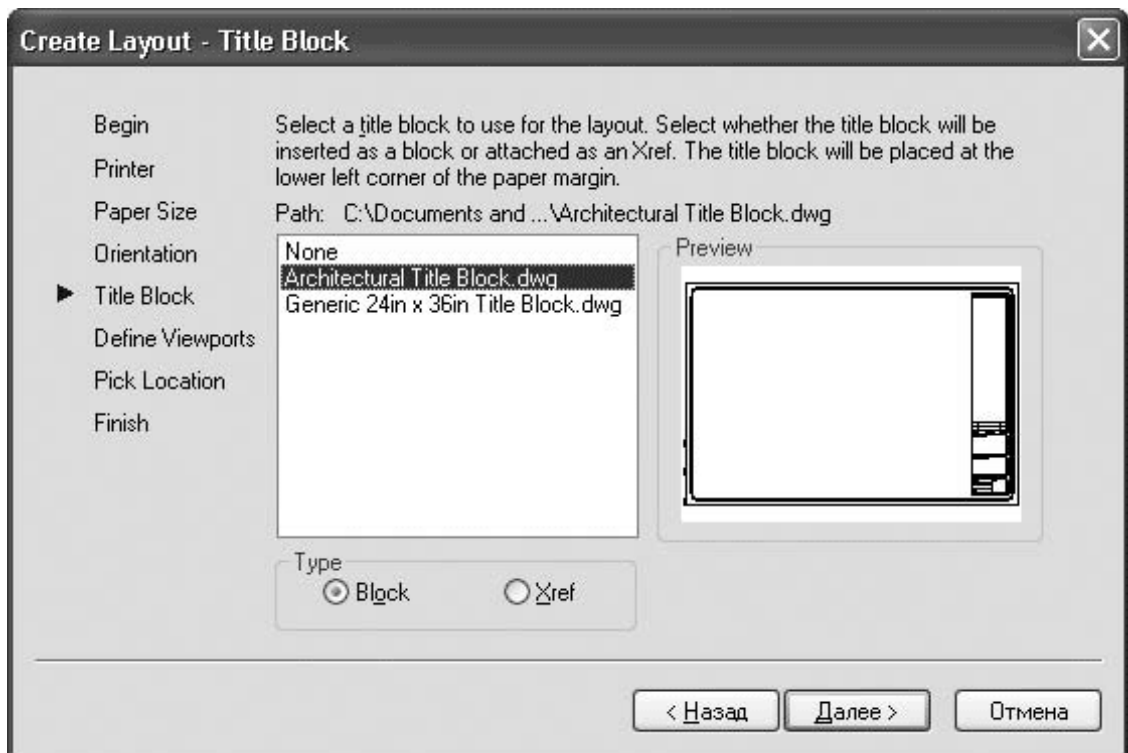 Create Layout - Title Block
Begin
Printer
Paper Size
Orientation
Title Block
Define Viewports
Pick Location
Finish
Select a title block to use for the layout. Select whether the title block will be
inserted as a block or attached as an Xref. The title block will be placed at the
lower left corner of the paper margin.
Path: C:\Documents and ...\Architectural Title Block.dwg
None
Architectural Title Block.dwg
Generic 24in x 36in Title Block.dwg
Preview
Type
Block
Xref
< Назад
Далее >
Отмена